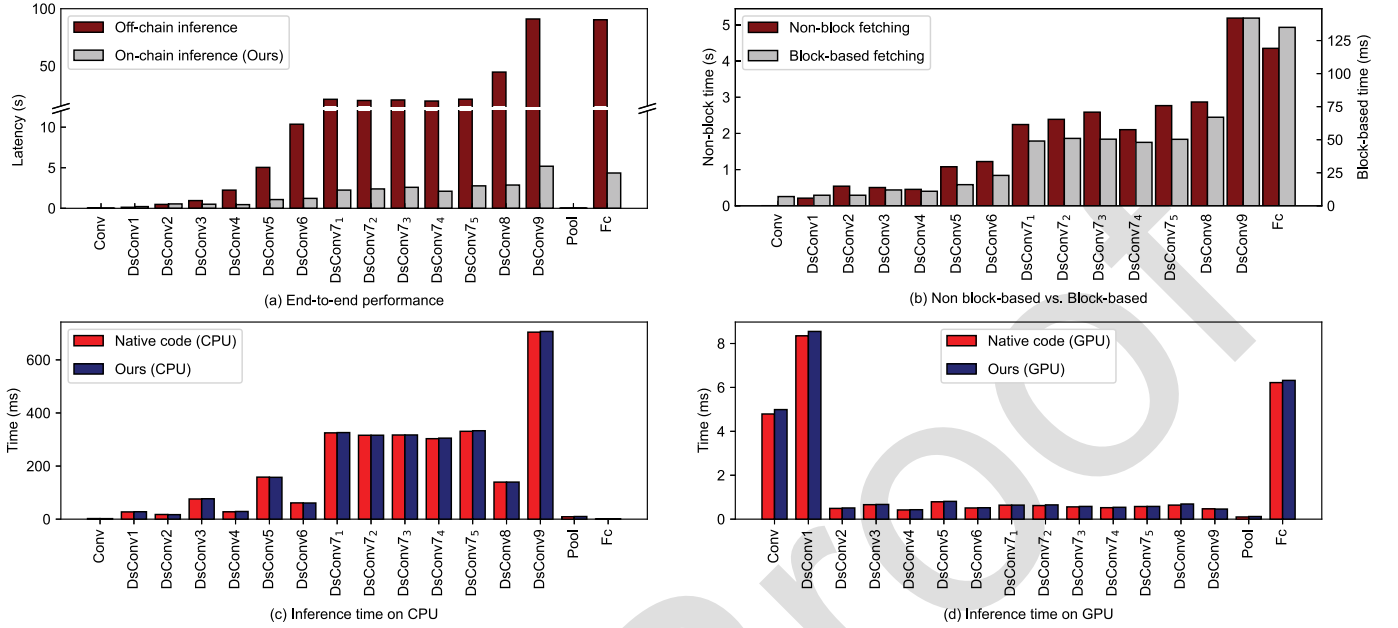 100
50
10
5
0
Latency (s)
Off-chain inference
On-chain inference (Ours)
Conv
DsConv1
DsConv2
DsConv3
DsConv4
DsConv5
DsConv6
DsConv7₁
DsConv7₂
DsConv7₃
DsConv7₄
DsConv7₅
DsConv8
DsConv9
Pool
Fc
(a) End-to-end performance
5
4
3
2
1
0
Non-block time (s)
Non-block fetching
Block-based fetching
125
100
75
50
25
0
Block-based time (ms)
Conv
DsConv1
DsConv2
DsConv3
DsConv4
DsConv5
DsConv6
DsConv7₁
DsConv7₂
DsConv7₃
DsConv7₄
DsConv7₅
DsConv8
DsConv9
Fc
(b) Non block-based vs. Block-based
600
400
200
0
Time (ms)
Native code (CPU)
Ours (CPU)
Conv
DsConv1
DsConv2
DsConv3
DsConv4
DsConv5
DsConv6
DsConv7₁
DsConv7₂
DsConv7₃
DsConv7₄
DsConv7₅
DsConv8
DsConv9
Pool
Fc
(c) Inference time on CPU
8
6
4
2
0
Time (ms)
Native code (GPU)
Ours (GPU)
Conv
DsConv1
DsConv2
DsConv3
DsConv4
DsConv5
DsConv6
DsConv7₁
DsConv7₂
DsConv7₃
DsConv7₄
DsConv7₅
DsConv8
DsConv9
Pool
Fc
(d) Inference time on GPU
roof